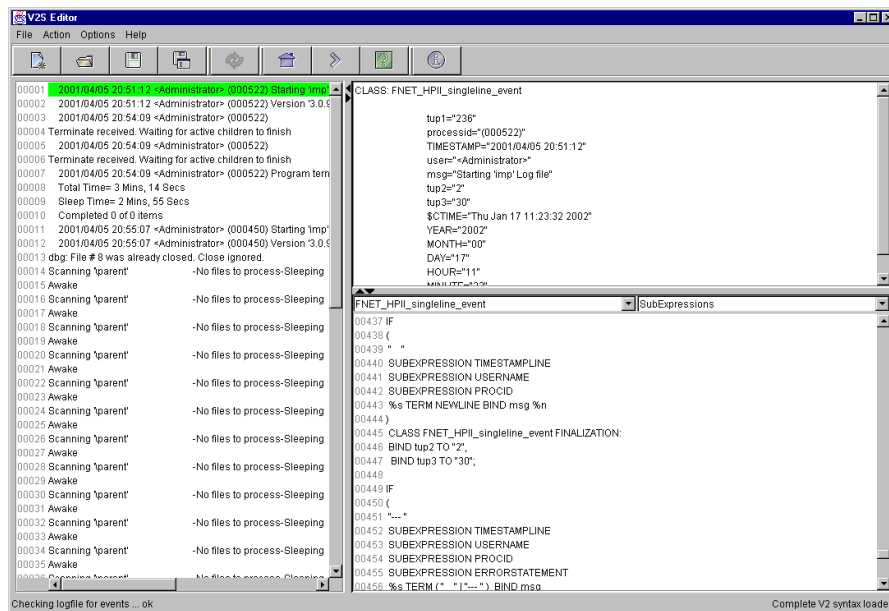 V2S Editor
File Action Options Help
00001 2001/04/05 20:51:12 <Administrator> (000522) Starting 'imp'
00002 2001/04/05 20:51:12 <Administrator> (000522) Version '3.0.9
00003 2001/04/05 20:54:09 <Administrator> (000522)
00004 Terminate received. Waiting for active children to finish
00005 2001/04/05 20:54:09 <Administrator> (000522)
00006 Terminate received. Waiting for active children to finish
00007 2001/04/05 20:54:09 <Administrator> (000522) Program tern
00008 Total Time= 3 Mins, 14 Secs
00009 Sleep Time= 2 Mins, 55 Secs
00010 Completed 0 of 0 items
00011 2001/04/05 20:55:07 <Administrator> (000450) Starting 'imp'
00012 2001/04/05 20:55:07 <Administrator> (000450) Version '3.0.9
00013 dbg: File # 8 was already closed. Close ignored.
00014 Scanning '\parent' -No files to process-Sleeping
00015 Awake
00016 Scanning '\parent' -No files to process-Sleeping
00017 Awake
00018 Scanning '\parent' -No files to process-Sleeping
00019 Awake
00020 Scanning '\parent' -No files to process-Sleeping
00021 Awake
00022 Scanning '\parent' -No files to process-Sleeping
00023 Awake
00024 Scanning '\parent' -No files to process-Sleeping
00025 Awake
00026 Scanning '\parent' -No files to process-Sleeping
00027 Awake
00028 Scanning '\parent' -No files to process-Sleeping
00029 Awake
00030 Scanning '\parent' -No files to process-Sleeping
00031 Awake
00032 Scanning '\parent' -No files to process-Sleeping
00033 Awake
00034 Scanning '\parent' -No files to process-Sleeping
00035 Awake
00036 Scanning '\parent' -No files to process-Sleeping
CLASS: FNET_HPII_singleline_event
tup1="236"
processid="(000522)"
TIMESTAMP="2001/04/05 20:51:12"
user="<Administrator>"
msg="Starting 'imp' Log file"
tup2="2"
tup3="30"
$CTIME="Thu Jan 17 11:23:32 2002"
YEAR="2002"
MONTH="00"
DAY="17"
HOUR="11"
MINUTE="23"
FNET_HPII_singleline_event SubExpressions
00437 IF
00438 (
00439 " "
00440 SUBEXPRESSION TIMESTAMPLINE
00441 SUBEXPRESSION USERNAME
00442 SUBEXPRESSION PROCID
00443 %s TERM NEWLINE BIND msg %n
00444 )
00445 CLASS FNET_HPII_singleline_event FINALIZATION:
00446 BIND tup2 TO "2",
00447 BIND tup3 TO "30";
00448
00449 IF
00450 (
00451 "--- "
00452 SUBEXPRESSION TIMESTAMPLINE
00453 SUBEXPRESSION USERNAME
00454 SUBEXPRESSION PROCID
00455 SUBEXPRESSION ERRORSTATEMENT
00456 %s TERM ( " " | "--- " ) BIND msg
Checking logfile for events ... ok
Complete V2 syntax loade